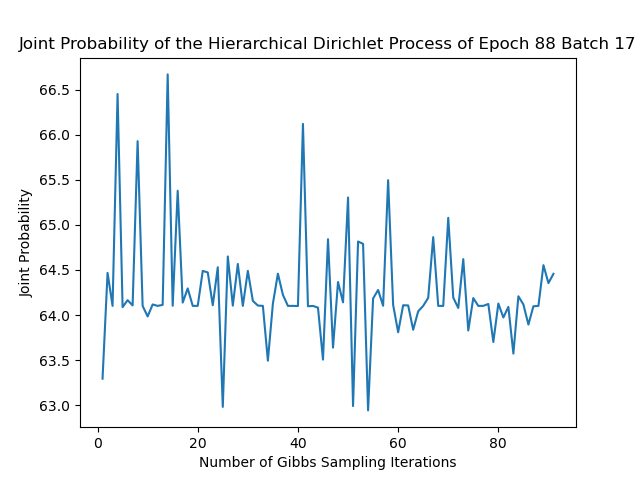 Joint Probability of the Hierarchical Dirichlet Process of Epoch 88 Batch 17
66.5
66.0
65.5
65.0
64.5
64.0
63.5
63.0
Joint Probability
0 20 40 60 80
Number of Gibbs Sampling Iterations